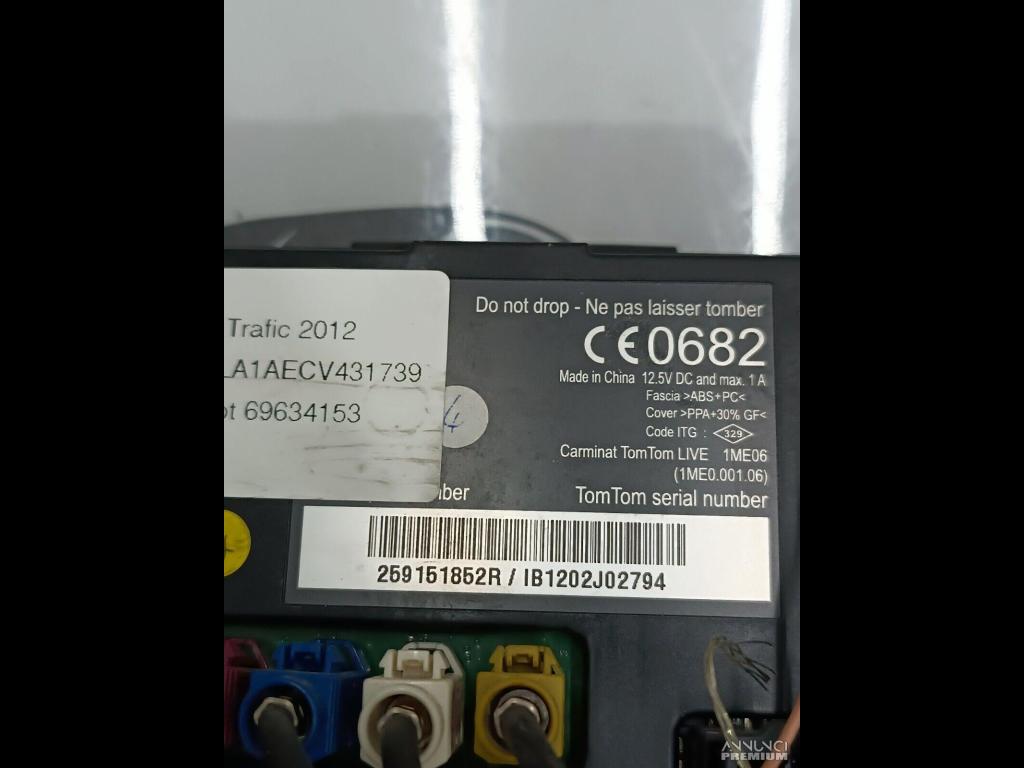 Trafic 2012
LA1AECV431739
ot 69634153
4
Do not drop - Ne pas laisser tomber
CE 0682
Made in China 12.5V DC and max. 1 A
Fascia >ABS+PC<
Cover >PPA+30% GF<
Code ITG : 329
Carminat TomTom LIVE 1ME06
(1ME0.001.06)
TomTom serial number
259151852R / IB1202J02794
ANNUNCI
PREMIUM